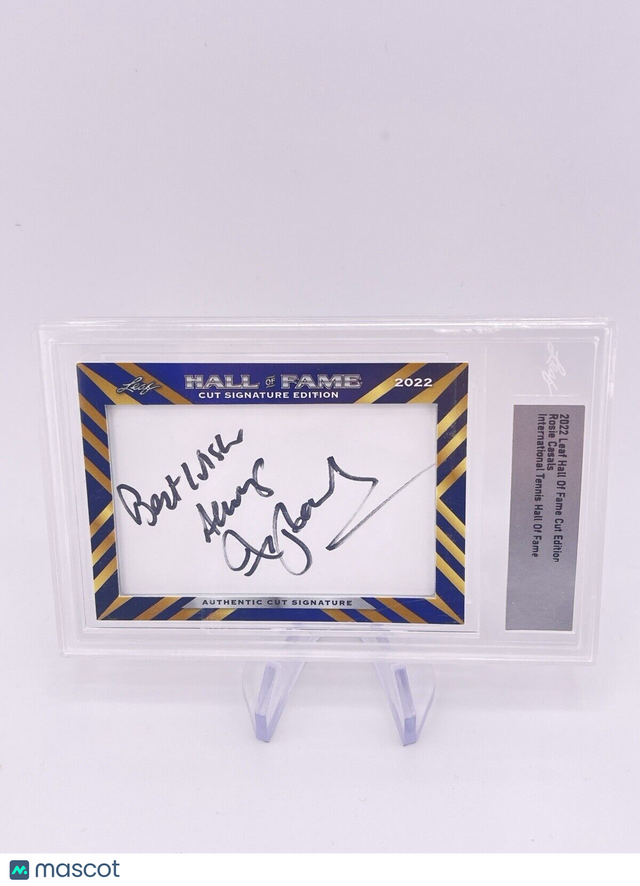 Leaf
HALL OF FAME
2022
CUT SIGNATURE EDITION
Best Wishes
Always
AUTHENTIC CUT SIGNATURE
Leaf
2022 Leaf Hall Of Fame Cut Edition
Rosie Casals
International Tennis Hall Of Fame
mascot